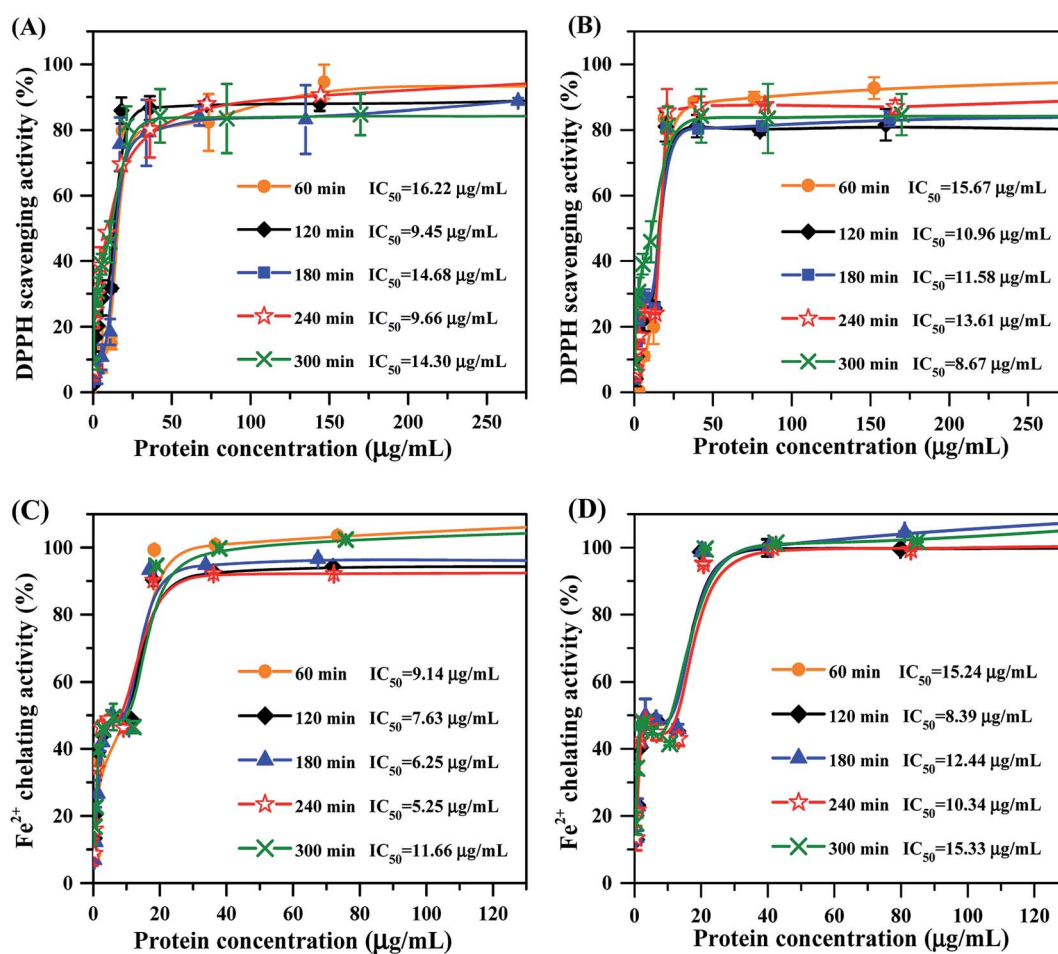 (A)
DPPH scavenging activity (%)
100
80
60
40
20
0
60 min IC50=16.22 µg/mL
120 min IC50=9.45 µg/mL
180 min IC50=14.68 µg/mL
240 min IC50=9.66 µg/mL
300 min IC50=14.30 µg/mL
0 50 100 150 200 250
Protein concentration (µg/mL)
(B)
DPPH scavenging activity (%)
100
80
60
40
20
0
60 min IC50=15.67 µg/mL
120 min IC50=10.96 µg/mL
180 min IC50=11.58 µg/mL
240 min IC50=13.61 µg/mL
300 min IC50=8.67 µg/mL
0 50 100 150 200 250
Protein concentration (µg/mL)
(C)
Fe2+ chelating activity (%)
100
80
60
40
20
0
60 min IC50=9.14 µg/mL
120 min IC50=7.63 µg/mL
180 min IC50=6.25 µg/mL
240 min IC50=5.25 µg/mL
300 min IC50=11.66 µg/mL
0 20 40 60 80 100 120
Protein concentration (µg/mL)
(D)
Fe2+ chelating activity (%)
100
80
60
40
20
0
60 min IC50=15.24 µg/mL
120 min IC50=8.39 µg/mL
180 min IC50=12.44 µg/mL
240 min IC50=10.34 µg/mL
300 min IC50=15.33 µg/mL
0 20 40 60 80 100 120
Protein concentration (µg/mL)